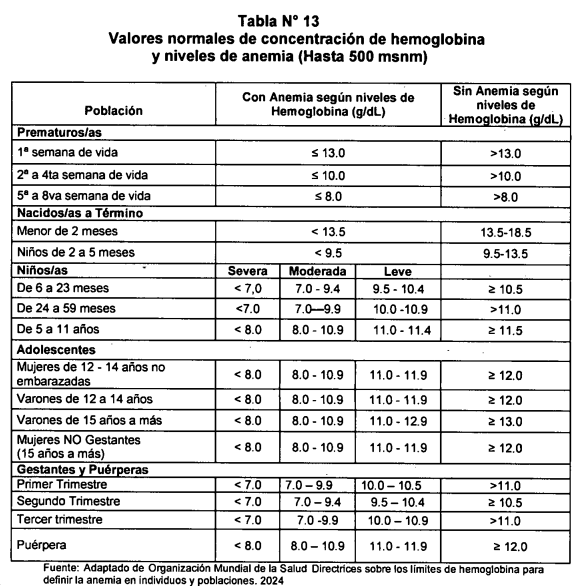 Tabla N° 13
Valores normales de concentración de hemoglobina
y niveles de anemia (Hasta 500 msnm)
Población Con Anemia según niveles de Hemoglobina (g/dL) Sin Anemia según niveles de Hemoglobina (g/dL)
Prematuros/as
1ª semana de vida ≤ 13.0 >13.0
2ª a 4ta semana de vida ≤ 10.0 >10.0
5ª a 8va semana de vida ≤ 8.0 >8.0
Nacidos/as a Término
Menor de 2 meses < 13.5 13.5-18.5
Niños de 2 a 5 meses < 9.5 9.5-13.5
Niños/as Severa Moderada Leve
De 6 a 23 meses < 7,0 7.0 - 9.4 9.5 - 10.4 ≥ 10.5
De 24 a 59 meses <7.0 7.0—9.9 10.0 -10.9 >11.0
De 5 a 11 años < 8.0 8.0 - 10.9 11.0 - 11.4 ≥ 11.5
Adolescentes
Mujeres de 12 - 14 años no embarazadas < 8.0 8.0 - 10.9 11.0 - 11.9 ≥ 12.0
Varones de 12 a 14 años < 8.0 8.0 - 10.9 11.0 - 11.9 ≥ 12.0
Varones de 15 años a más < 8.0 8.0 - 10.9 11.0 - 12.9 ≥ 13.0
Mujeres NO Gestantes (15 años a más) < 8.0 8.0 - 10.9 11.0 - 11.9 ≥ 12.0
Gestantes y Puérperas
Primer Trimestre < 7.0 7.0 – 9.9 10.0 – 10.5 >11.0
Segundo Trimestre < 7.0 7.0 – 9.4 9.5 – 10.4 ≥ 10.5
Tercer trimestre < 7.0 7.0 -9.9 10.0 – 10.9 >11.0
Puérpera < 8.0 8.0 – 10.9 11.0 - 11.9 ≥ 12.0
Fuente: Adaptado de Organización Mundial de la Salud Directrices sobre los límites de hemoglobina para
definir la anemia en individuos y poblaciones. 2024